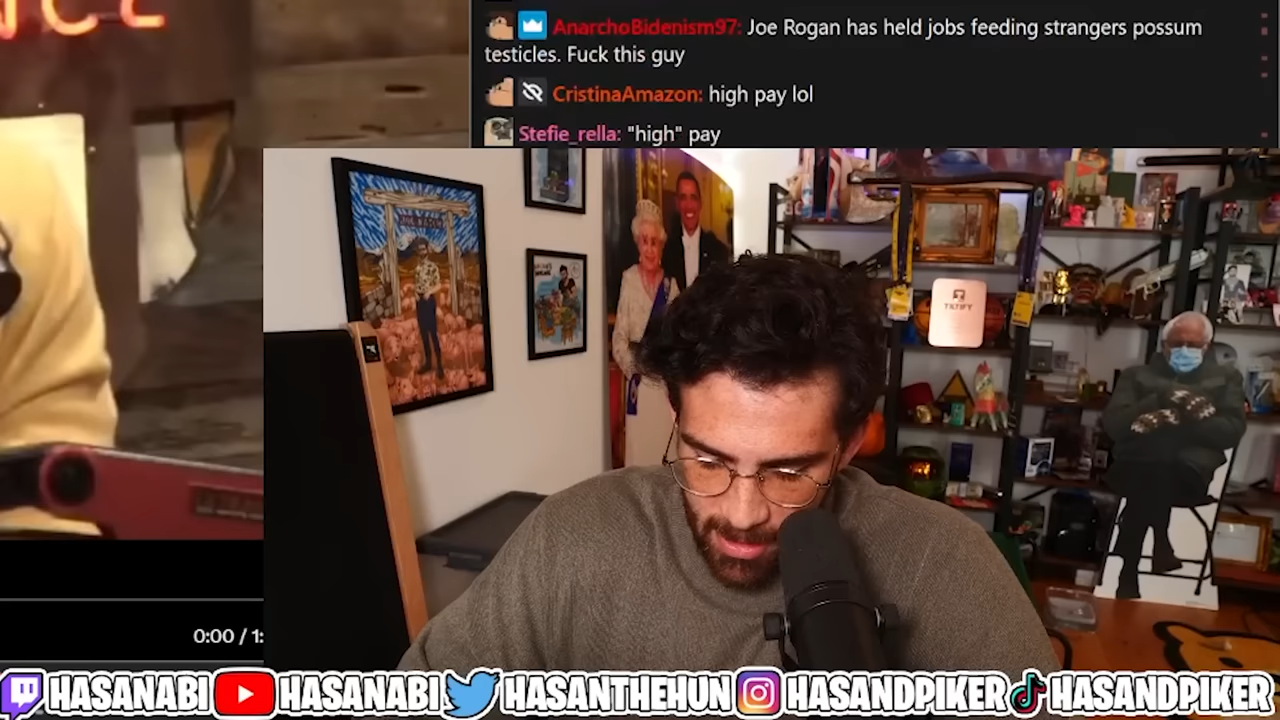 AnarchoBidenism97: Joe Rogan has held jobs feeding strangers possum
testicles. Fuck this guy
CristinaAmazon: high pay lol
Stefie_rella: "high" pay
TILTIFY
0:00 / 1:
HASANABI HASANABI HASANTHEHUN HASANDPIKER HASANDPIKER